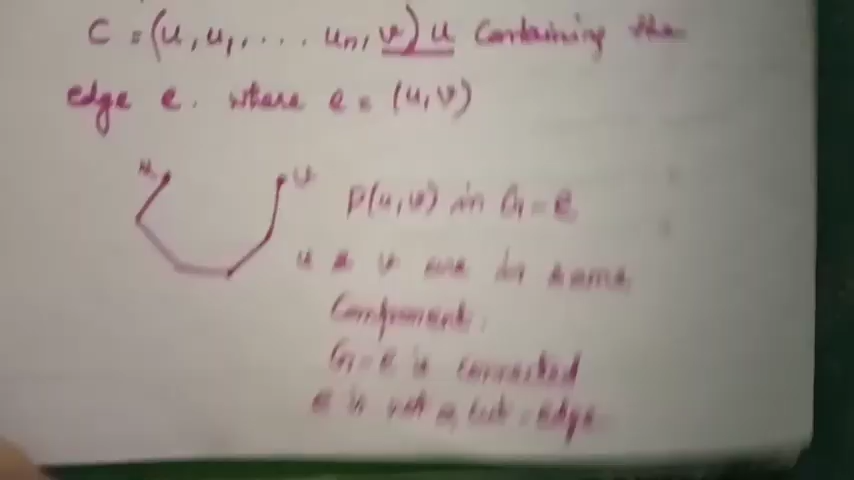 C = (u, u₁, .... uₙ, v) u Containing the
edge e. where e = (u, v)
u v
P(u, v) in G - e
u & v are in same
Component.
G - e is connected
e is not a cut-edge